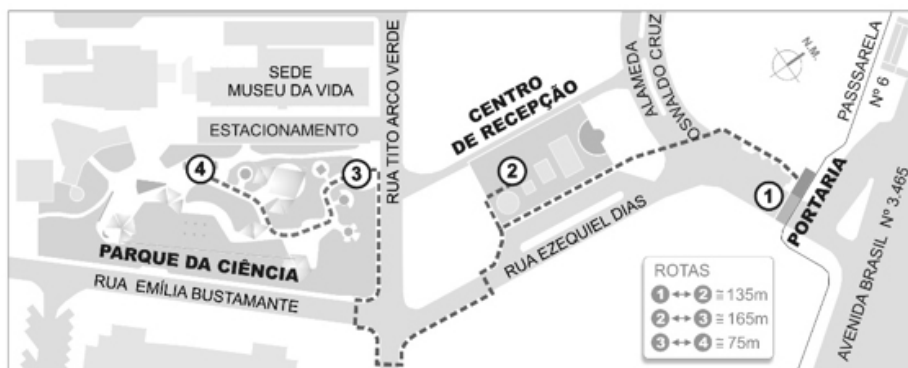 SEDE
MUSEU DA VIDA
ESTACIONAMENTO
RUA TITO ARCO VERDE
CENTRO
DE RECEPÇÃO
ALAMEDA
OSWALDO CRUZ
N.M.
PASSSARELA
Nº 6
4
3
2
1
PORTARIA
RUA EZEQUIEL DIAS
AVENIDA BRASIL Nº 3.465
PARQUE DA CIÊNCIA
RUA EMÍLIA BUSTAMANTE
ROTAS
1 ↔ 2 ≅ 135m
2 ↔ 3 ≅ 165m
3 ↔ 4 ≅ 75m